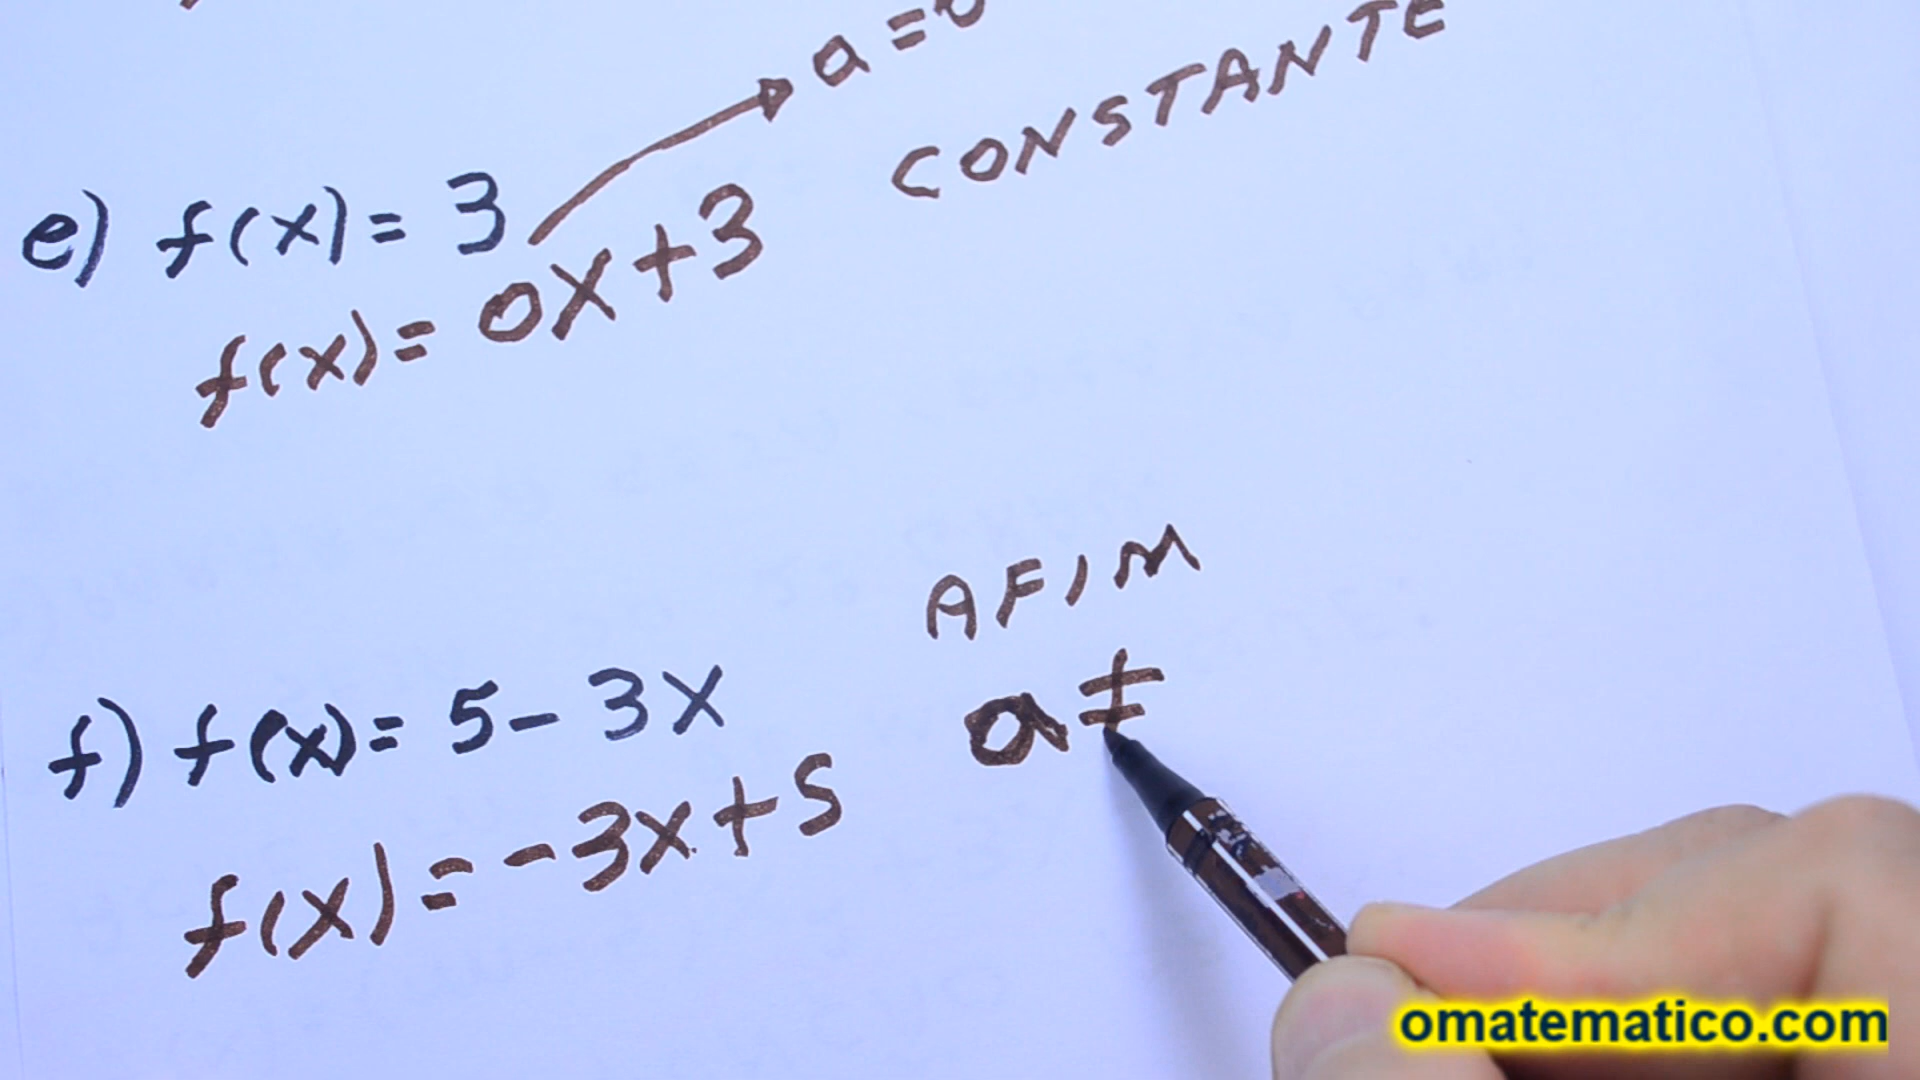 a = 0
CONSTANTE
e) f(x) = 3
f(x) = 0x + 3
AFIM
f) f(x) = 5 - 3x
a ≠
f(x) = -3x + 5
omatematico.com